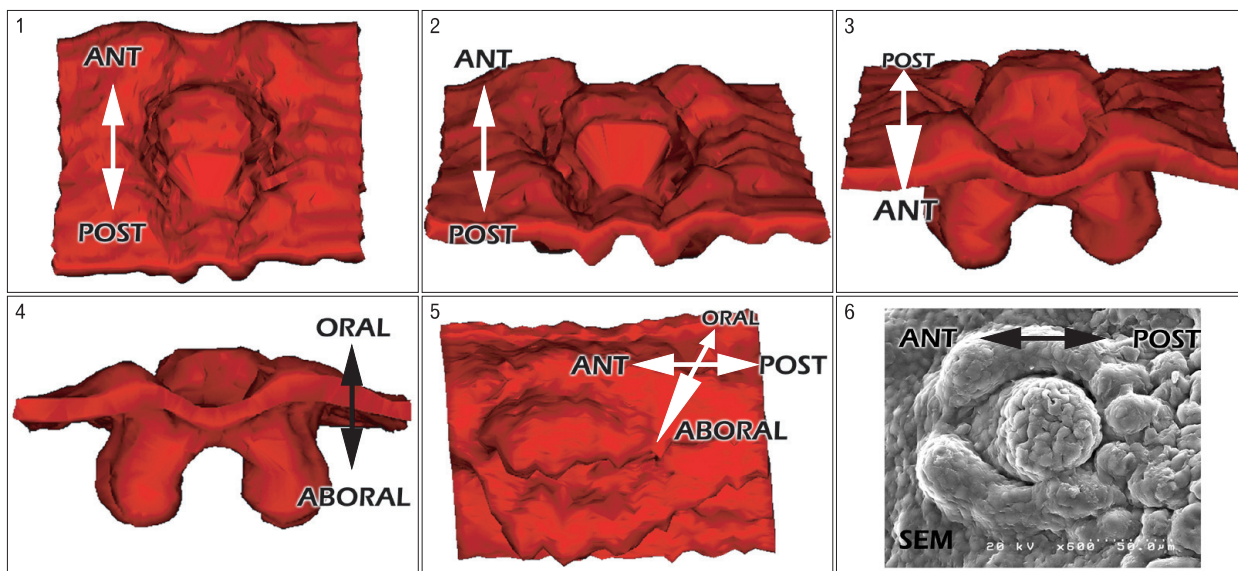 1
ANT
POST
2
ANT
POST
3
POST
ANT
4
ORAL
ABORAL
5
ORAL
ANT POST
ABORAL
6
ANT POST
SEM
20 kV x600 50.0µm